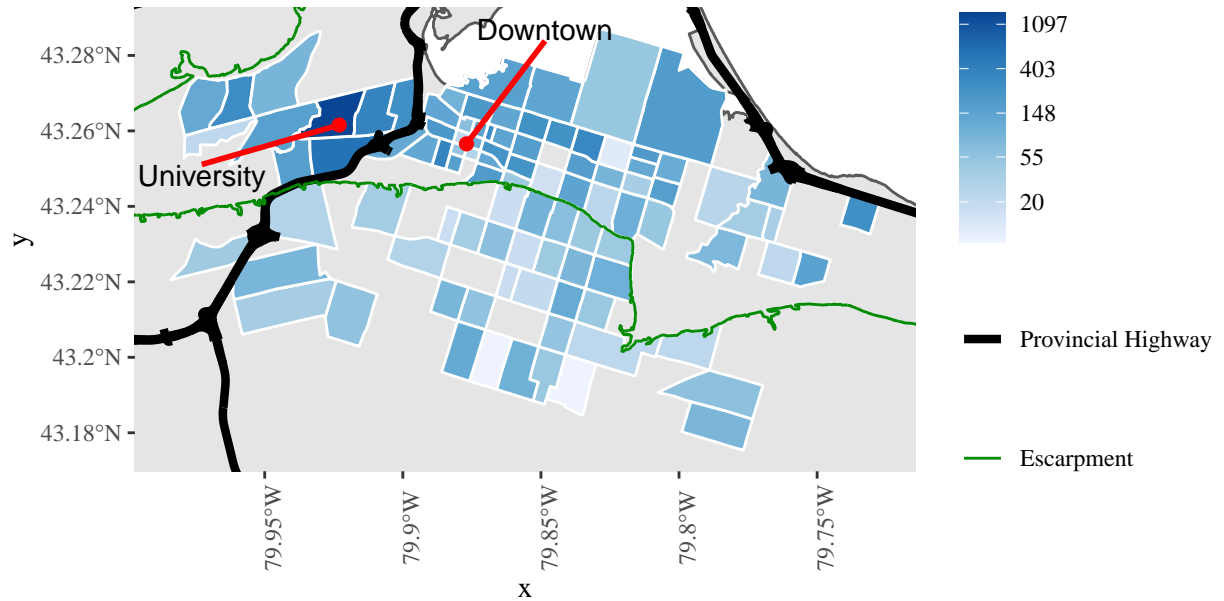 Downtown
University
43.28°N
43.26°N
43.24°N
43.22°N
43.2°N
43.18°N
y
79.95°W
79.9°W
79.85°W
79.8°W
79.75°W
x
1097
403
148
55
20
Provincial Highway
Escarpment